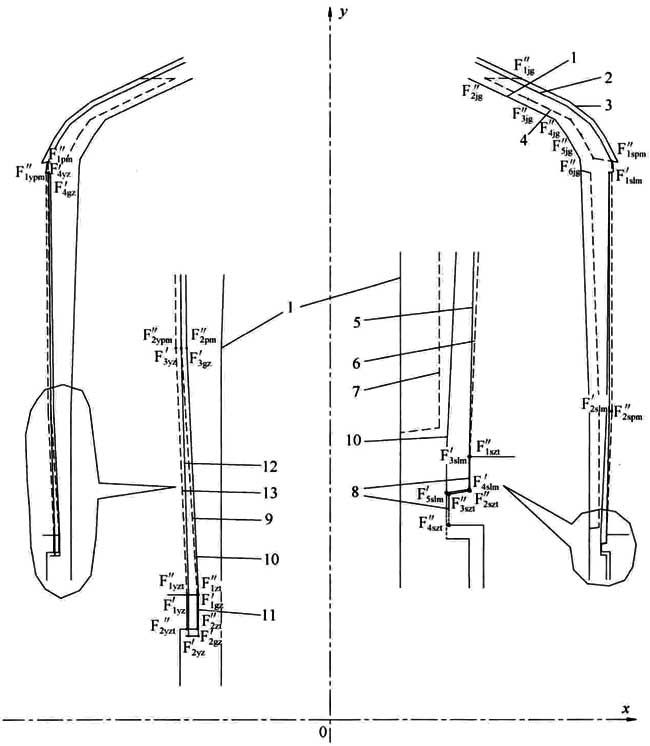 y
F″1jg 1 2 3
F″2jg
F″3jg
F″4jg
4 F″5jg
F″1pm F″1spm
F″1ypm F′4yz F″6jg F′1slm
F′4gz
1 5
F″2ypm F″2pm
F′3yz F′3gz 6
7
F′2slm F″2spm
10
F′3slm F″1szt
12
13 8 F′4slm
F′5slm F″3szt F″2szt
9
F″4szt
10
F″1yzt F″1zt
F′1yz F′1gz 11
F″2yzt F″2zt
F′2yz F′2gz
x
0